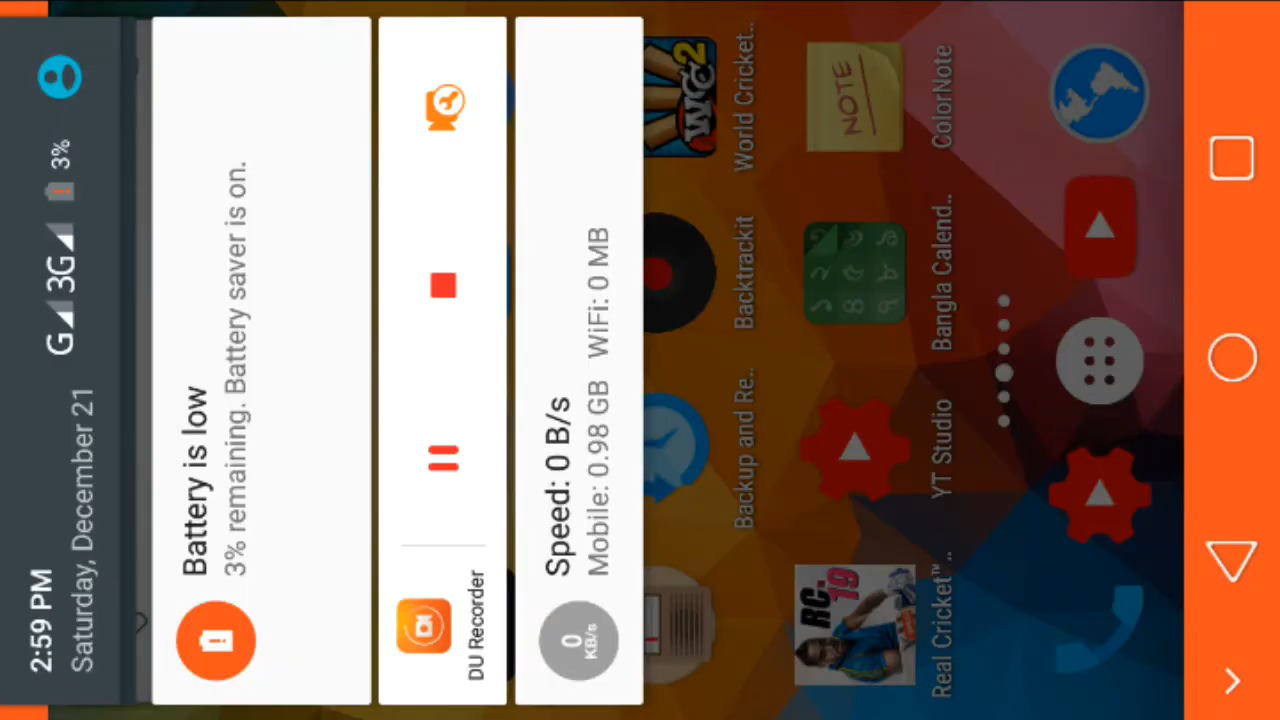 2:59 PM
Saturday, December 21
G 3G 3%
Battery is low
3% remaining. Battery saver is on.
DU Recorder
Speed: 0 B/s
Mobile: 0.98 GB WiFi: 0 MB
0
KB/s
WC2
Backup and Re..
Backtrackit
World Cricket..
RC.
19
NOTE
Real Cricket™ ..
YT Studio
Bangla Calend..
ColorNote